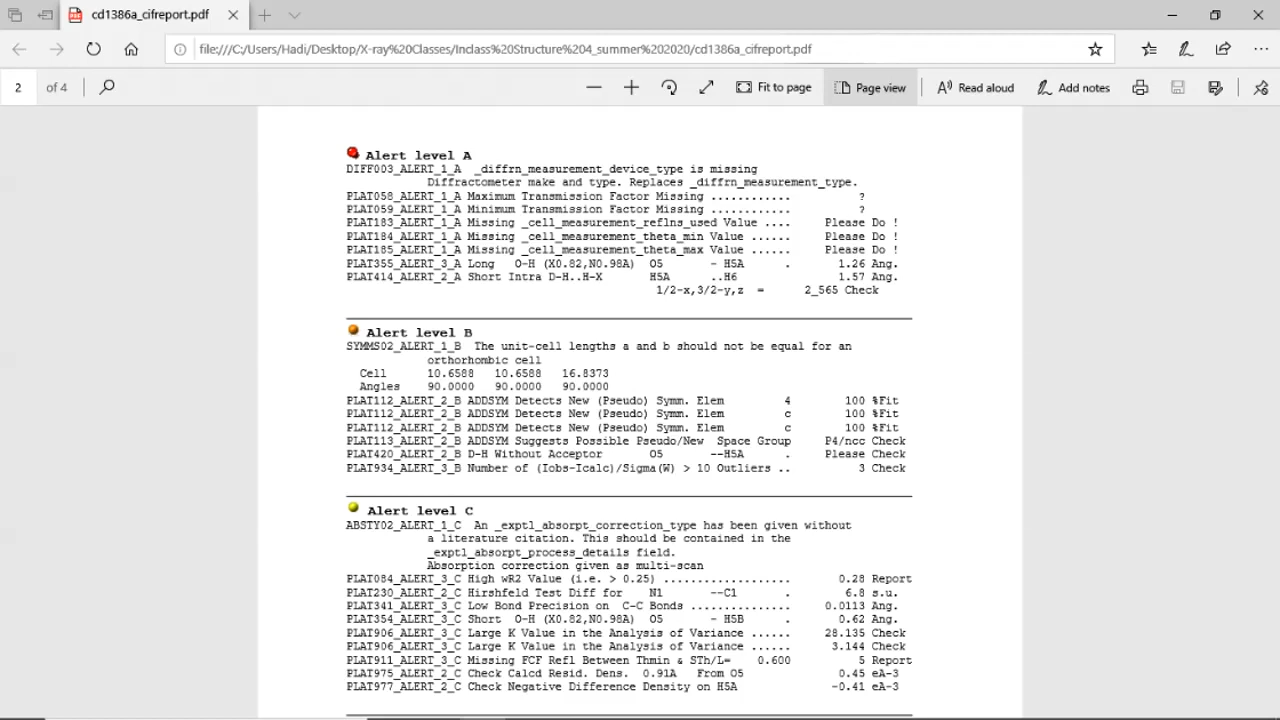 cd1386a_cifreport.pdf
file:///C:/Users/Hadi/Desktop/X-ray%20Classes/Inclass%20Structure%204_summer%202020/cd1386a_cifreport.pdf
2 of 4 Fit to page Page view Read aloud Add notes
Alert level A
DIFF003_ALERT_1_A _diffrn_measurement_device_type is missing
Diffractometer make and type. Replaces _diffrn_measurement_type.
PLAT058_ALERT_1_A Maximum Transmission Factor Missing ............ ?
PLAT059_ALERT_1_A Minimum Transmission Factor Missing ............ ?
PLAT183_ALERT_1_A Missing _cell_measurement_reflns_used Value .... Please Do !
PLAT184_ALERT_1_A Missing _cell_measurement_theta_min Value ...... Please Do !
PLAT185_ALERT_1_A Missing _cell_measurement_theta_max Value ...... Please Do !
PLAT355_ALERT_3_A Long O-H (X0.82,N0.98A) O5 - H5A . 1.26 Ang.
PLAT414_ALERT_2_A Short Intra D-H..H-X H5A ..H6 1.57 Ang.
1/2-x,3/2-y,z = 2_565 Check
Alert level B
SYMMS02_ALERT_1_B The unit-cell lengths a and b should not be equal for an
orthorhombic cell
Cell 10.6588 10.6588 16.8373
Angles 90.0000 90.0000 90.0000
PLAT112_ALERT_2_B ADDSYM Detects New (Pseudo) Symm. Elem 4 100 %Fit
PLAT112_ALERT_2_B ADDSYM Detects New (Pseudo) Symm. Elem c 100 %Fit
PLAT112_ALERT_2_B ADDSYM Detects New (Pseudo) Symm. Elem c 100 %Fit
PLAT113_ALERT_2_B ADDSYM Suggests Possible Pseudo/New Space Group P4/ncc Check
PLAT420_ALERT_2_B D-H Without Acceptor O5 --H5A . Please Check
PLAT934_ALERT_3_B Number of (Iobs-Icalc)/Sigma(W) > 10 Outliers .. 3 Check
Alert level C
ABSTY02_ALERT_1_C An _exptl_absorpt_correction_type has been given without
a literature citation. This should be contained in the
_exptl_absorpt_process_details field.
Absorption correction given as multi-scan
PLAT084_ALERT_3_C High wR2 Value (i.e. > 0.25) ................... 0.28 Report
PLAT230_ALERT_2_C Hirshfeld Test Diff for N1 --C1 . 6.8 s.u.
PLAT341_ALERT_3_C Low Bond Precision on C-C Bonds ............... 0.0113 Ang.
PLAT354_ALERT_3_C Short O-H (X0.82,N0.98A) O5 - H5B . 0.62 Ang.
PLAT906_ALERT_3_C Large K Value in the Analysis of Variance ...... 28.135 Check
PLAT906_ALERT_3_C Large K Value in the Analysis of Variance ...... 3.144 Check
PLAT911_ALERT_3_C Missing FCF Refl Between Thmin & STh/L= 0.600 5 Report
PLAT975_ALERT_2_C Check Calcd Resid. Dens. 0.91A From O5 0.45 eA-3
PLAT977_ALERT_2_C Check Negative Difference Density on H5A -0.41 eA-3